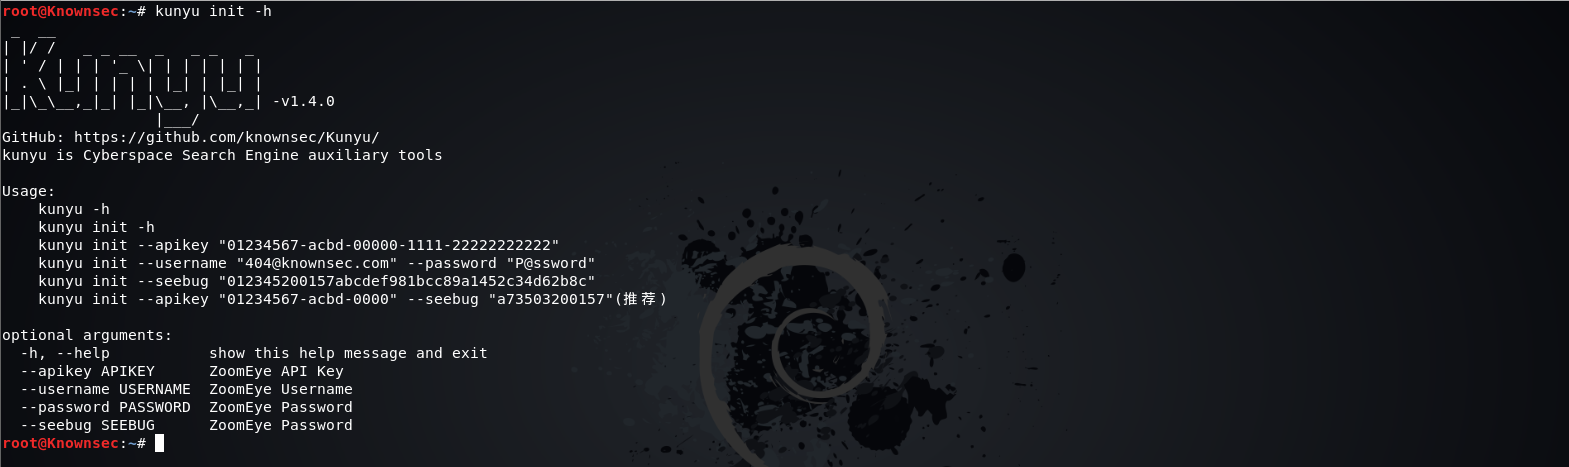 root@Knownsec:~# kunyu init -h
 _  __
| |/ /   _ _ __  _   _ _   _
| ' / | | | '_ \| | | | | | |
| . \ |_| | | | | |_| | |_| |
|_|\_\__,_|_| |_|\__, |\__,_| -v1.4.0
                 |___/
GitHub: https://github.com/knownsec/Kunyu/
kunyu is Cyberspace Search Engine auxiliary tools
Usage:
    kunyu -h
    kunyu init -h
    kunyu init --apikey "01234567-acbd-00000-1111-22222222222"
    kunyu init --username "404@knownsec.com" --password "P@ssword"
    kunyu init --seebug "012345200157abcdef981bcc89a1452c34d62b8c"
    kunyu init --apikey "01234567-acbd-0000" --seebug "a73503200157"(推荐)
optional arguments:
  -h, --help           show this help message and exit
  --apikey APIKEY      ZoomEye API Key
  --username USERNAME  ZoomEye Username
  --password PASSWORD  ZoomEye Password
  --seebug SEEBUG      ZoomEye Password
root@Knownsec:~#